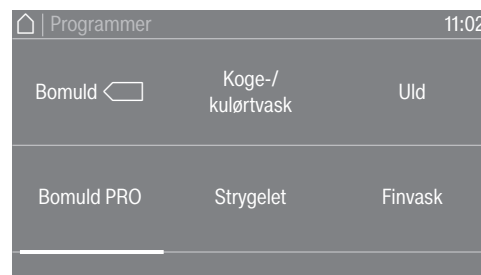 Programmer 11:02
Bomuld
Koge-/
kulørtvask
Uld
Bomuld PRO
Strygelet
Finvask